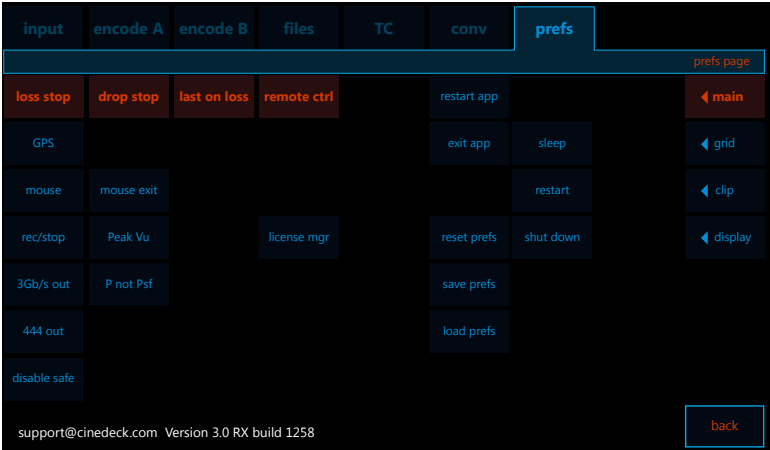 input encode A encode B files TC conv prefs
prefs page
loss stop drop stop last on loss remote ctrl restart app main
GPS exit app sleep grid
mouse mouse exit restart clip
rec/stop Peak Vu license mgr reset prefs shut down display
3Gb/s out P not Psf save prefs
444 out load prefs
disable safe
support@cinedeck.com Version 3.0 RX build 1258 back